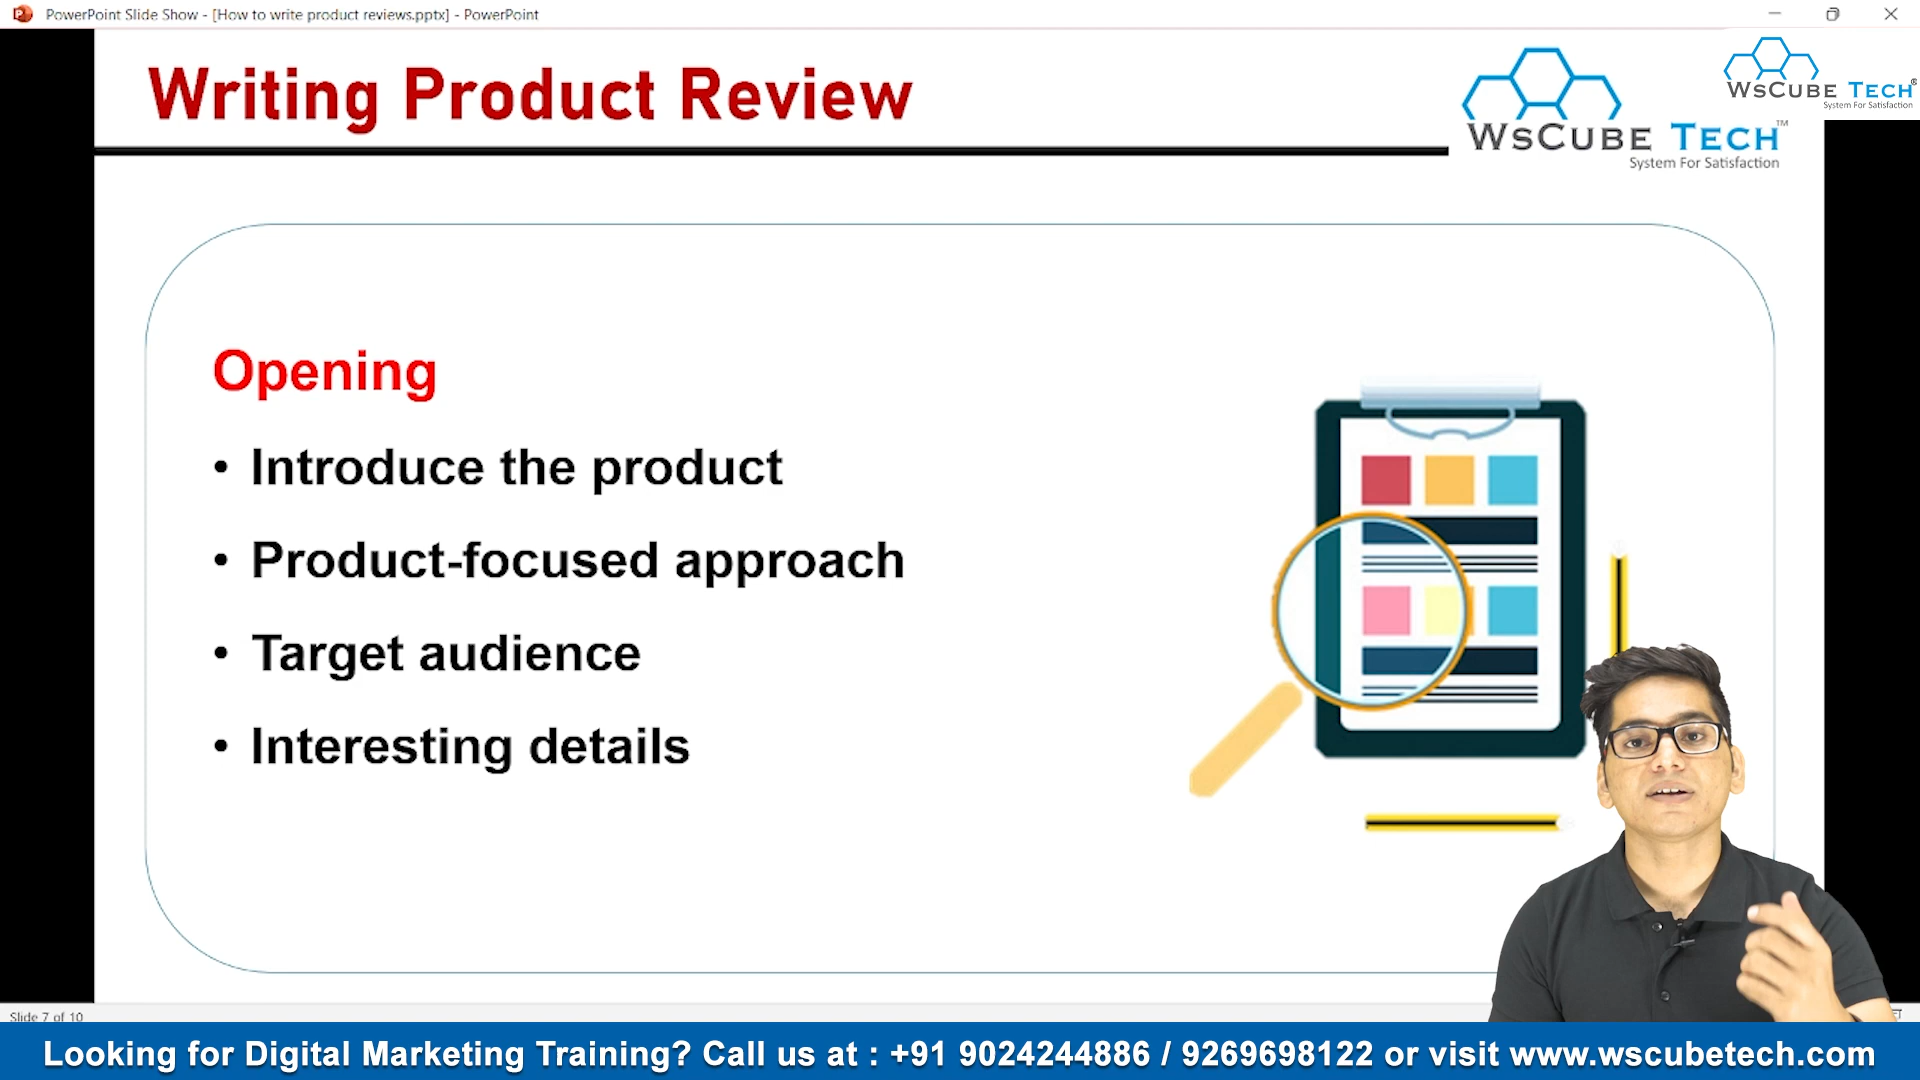 PowerPoint Slide Show - [How to write product reviews.pptx] - PowerPoint
Writing Product Review
WSCUBE TECH™
System For Satisfaction
WSCUBE TECH®
System For Satisfaction
Opening
• Introduce the product
• Product-focused approach
• Target audience
• Interesting details
Slide 7 of 10
Looking for Digital Marketing Training? Call us at : +91 9024244886 / 9269698122 or visit www.wscubetech.com